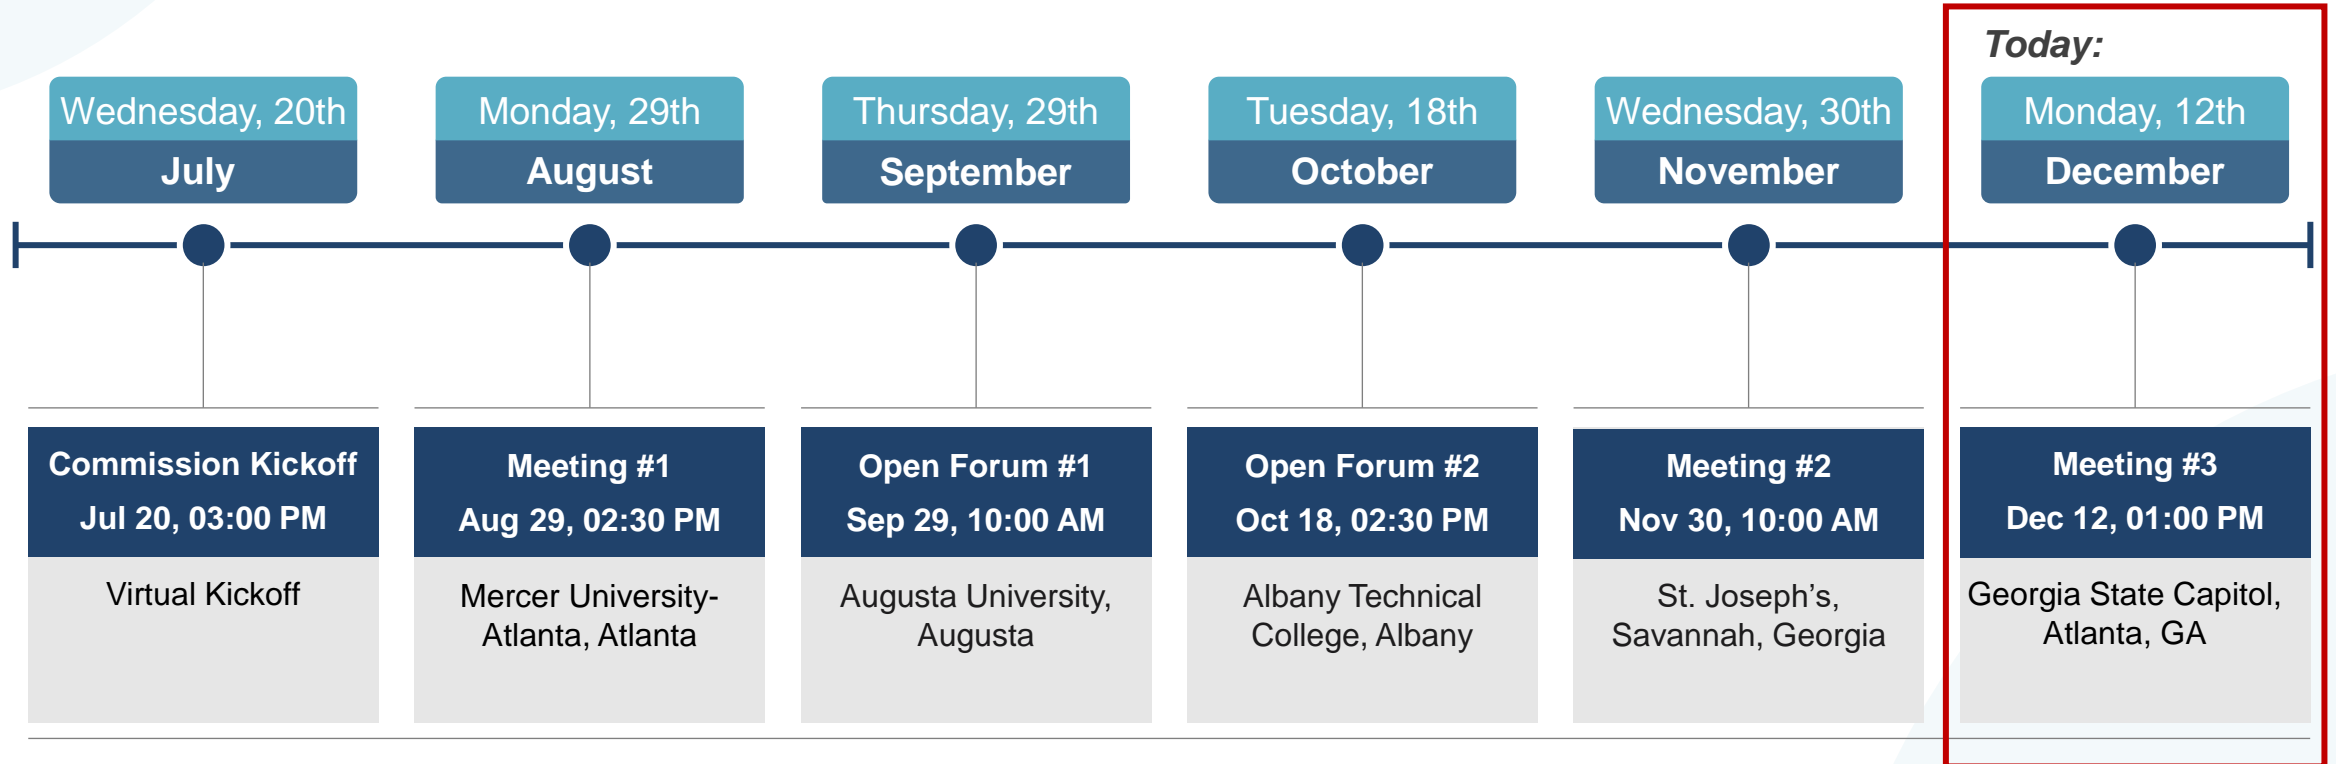 Today:
Wednesday, 20th
July
Monday, 29th
August
Thursday, 29th
September
Tuesday, 18th
October
Wednesday, 30th
November
Monday, 12th
December
Commission Kickoff
Jul 20, 03:00 PM
Virtual Kickoff
Meeting #1
Aug 29, 02:30 PM
Mercer University-
Atlanta, Atlanta
Open Forum #1
Sep 29, 10:00 AM
Augusta University,
Augusta
Open Forum #2
Oct 18, 02:30 PM
Albany Technical
College, Albany
Meeting #2
Nov 30, 10:00 AM
St. Joseph’s,
Savannah, Georgia
Meeting #3
Dec 12, 01:00 PM
Georgia State Capitol,
Atlanta, GA